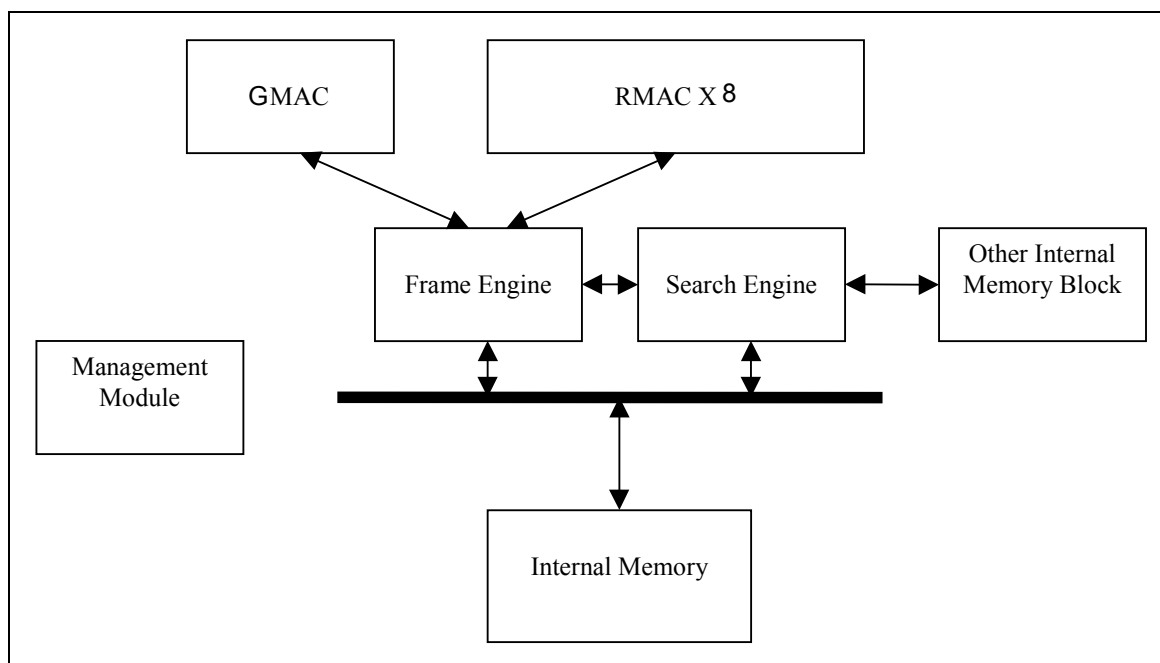 GMAC
RMAC X 8
Frame Engine
Search Engine
Other Internal
Memory Block
Management
Module
Internal Memory